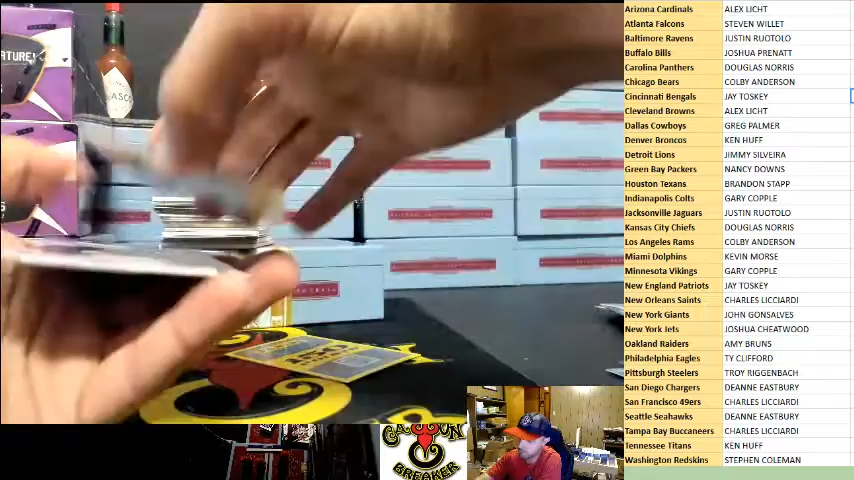 Arizona Cardinals ALEX LICHT
Atlanta Falcons STEVEN WILLET
Baltimore Ravens JUSTIN RUOTOLO
Buffalo Bills JOSHUA PRENATT
Carolina Panthers DOUGLAS NORRIS
Chicago Bears COLBY ANDERSON
Cincinnati Bengals JAY TOSKEY
Cleveland Browns ALEX LICHT
Dallas Cowboys GREG PALMER
Denver Broncos KEN HUFF
Detroit Lions JIMMY SILVEIRA
Green Bay Packers NANCY DOWNS
Houston Texans BRANDON STAPP
Indianapolis Colts GARY COPPLE
Jacksonville Jaguars JUSTIN RUOTOLO
Kansas City Chiefs DOUGLAS NORRIS
Los Angeles Rams COLBY ANDERSON
Miami Dolphins KEVIN MORSE
Minnesota Vikings GARY COPPLE
New England Patriots JAY TOSKEY
New Orleans Saints CHARLES LICCIARDI
New York Giants JOHN GONSALVES
New York Jets JOSHUA CHEATWOOD
Oakland Raiders AMY BRUNS
Philadelphia Eagles TY CLIFFORD
Pittsburgh Steelers TROY RIGGENBACH
San Diego Chargers DEANNE EASTBURY
San Francisco 49ers CHARLES LICCIARDI
Seattle Seahawks DEANNE EASTBURY
Tampa Bay Buccaneers CHARLES LICCIARDI
Tennessee Titans KEN HUFF
Washington Redskins STEPHEN COLEMAN
CAJUN
BREAKER